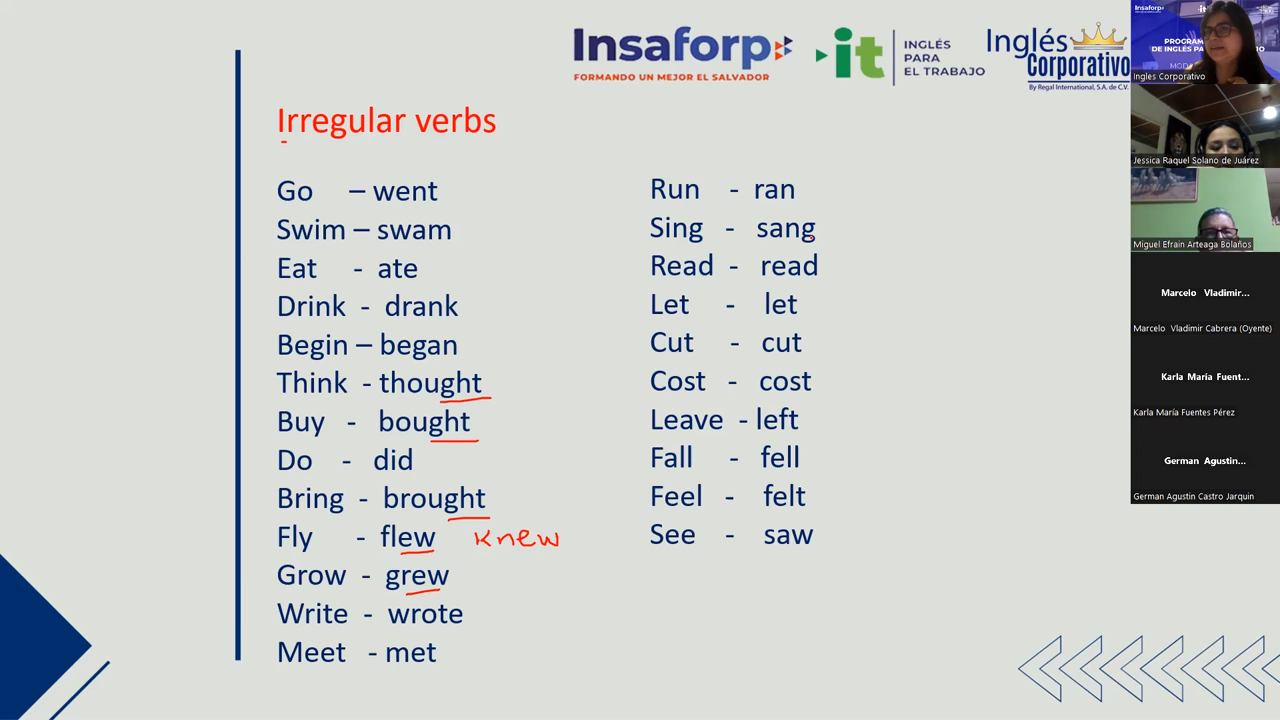 Insaforp
FORMANDO UN MEJOR EL SALVADOR
it
INGLÉS
PARA
EL TRABAJO
Inglés
Corporativo
By Regal International, S.A. de C.V.
Irregular verbs
Go – went
Swim – swam
Eat - ate
Drink - drank
Begin – began
Think - thought
Buy - bought
Do - did
Bring - brought
Fly - flew knew
Grow - grew
Write - wrote
Meet - met
Run - ran
Sing - sang
Read - read
Let - let
Cut - cut
Cost - cost
Leave - left
Fall - fell
Feel - felt
See - saw
Insaforp
Ingles Corporativo
Jessica Raquel Solano de Juárez
Miguel Efrain Arteaga Bolaños
Marcelo Vladimir...
Marcelo Vladimir Cabrera (Oyente)
Karla María Fuent...
Karla María Fuentes Pérez
German Agustin...
German Agustin Castro Jarquin